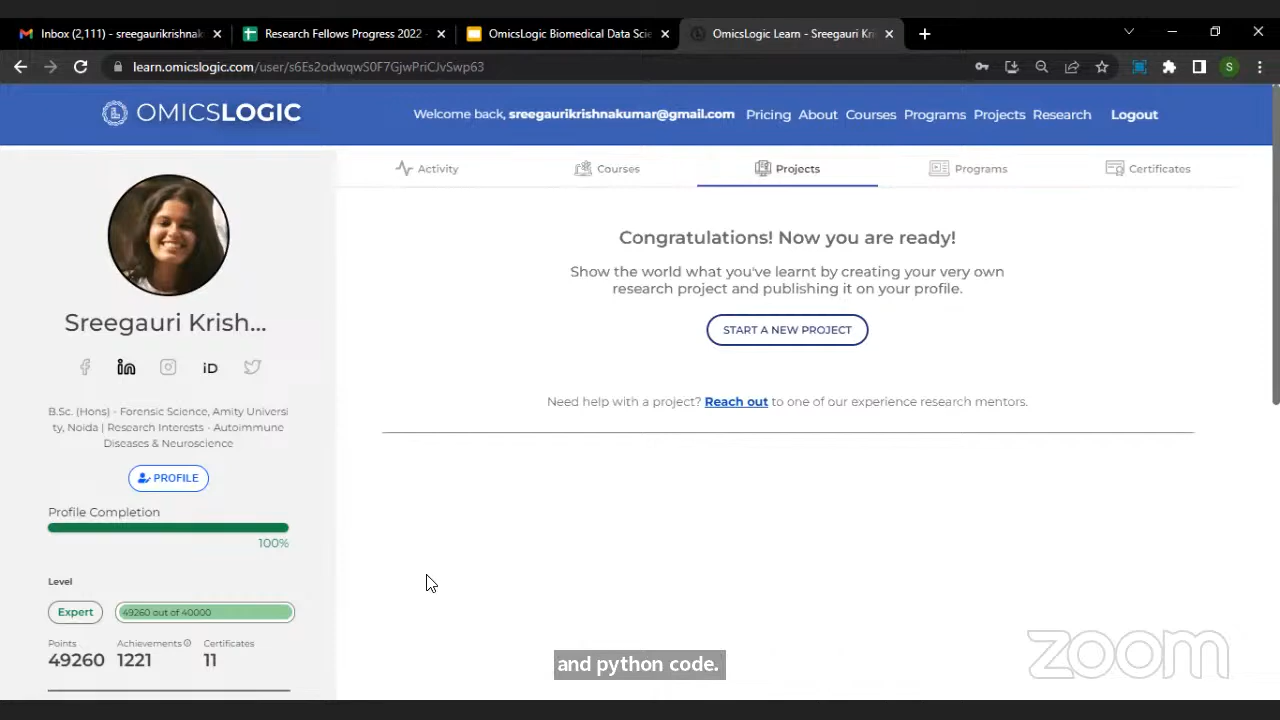 Inbox (2,111) - sreegaurikrishnak
Research Fellows Progress 2022 -
OmicsLogic Biomedical Data Scie
OmicsLogic Learn - Sreegauri Kri
learn.omicslogic.com/user/s6Es2odwqwS0F7GjwPriCJvSwp63
S
OMICSLOGIC
Welcome back, sreegaurikrishnakumar@gmail.com
Pricing About Courses Programs Projects Research Logout
Activity
Courses
Projects
Programs
Certificates
Congratulations! Now you are ready!
Show the world what you've learnt by creating your very own
research project and publishing it on your profile.
START A NEW PROJECT
Need help with a project? Reach out to one of our experience research mentors.
Sreegauri Krish...
iD
B.Sc. (Hons) - Forensic Science, Amity Universi
ty, Noida | Research Interests - Autoimmune
Diseases & Neuroscience
PROFILE
Profile Completion
100%
Level
Expert
49260 out of 40000
Points Achievements Certificates
49260 1221 11
and python code.
zoom